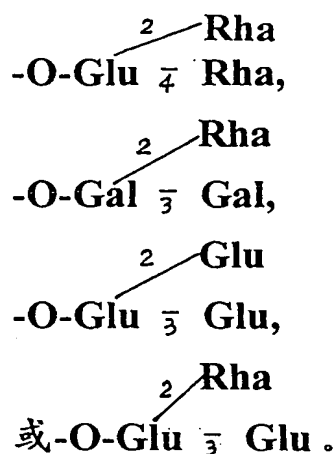 2 Rha
-O-Glu 4 Rha,
2 Rha
-O-Gal 3 Gal,
2 Glu
-O-Glu 3 Glu,
2 Rha
或-O-Glu 3 Glu。